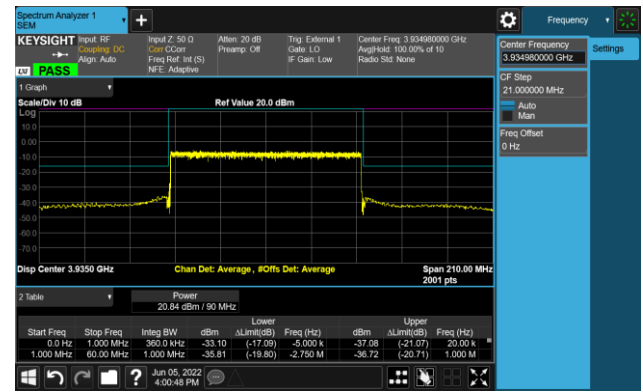 Spectrum Analyzer 1
SEM
Frequency
KEYSIGHT
Input: RF
Coupling: DC
Align: Auto
Input Z: 50 Ω
Corr CCorr
Freq Ref: Int (S)
NFE: Adaptive
Atten: 20 dB
Preamp: Off
Trig: External 1
Gate: LO
IF Gain: Low
Center Freq: 3.934980000 GHz
Avg|Hold: 100.00% of 10
Radio Std: None
LXI
PASS
Center Frequency
3.934980000 GHz
Settings
CF Step
21.000000 MHz
Auto
Man
Freq Offset
0 Hz
1 Graph
Scale/Div 10 dB
Ref Value 20.0 dBm
Log
10.0
0.00
-10.0
-20.0
-30.0
-40.0
-50.0
-60.0
-70.0
Disp Center 3.9350 GHz
Chan Det: Average, #Offs Det: Average
Span 210.00 MHz
2001 pts
2 Table
Power
20.84 dBm / 90 MHz
Lower Upper
Start Freq Stop Freq Integ BW dBm ΔLimit(dB) Freq (Hz) dBm ΔLimit(dB) Freq (Hz)
0.0 Hz 1.000 MHz 360.0 kHz -33.10 (-17.09) -5.000 k -37.08 (-21.07) 20.00 k
1.000 MHz 60.00 MHz 1.000 MHz -35.81 (-19.80) -2.750 M -36.72 (-20.71) 1.000 M
Jun 05, 2022
4:00:48 PM